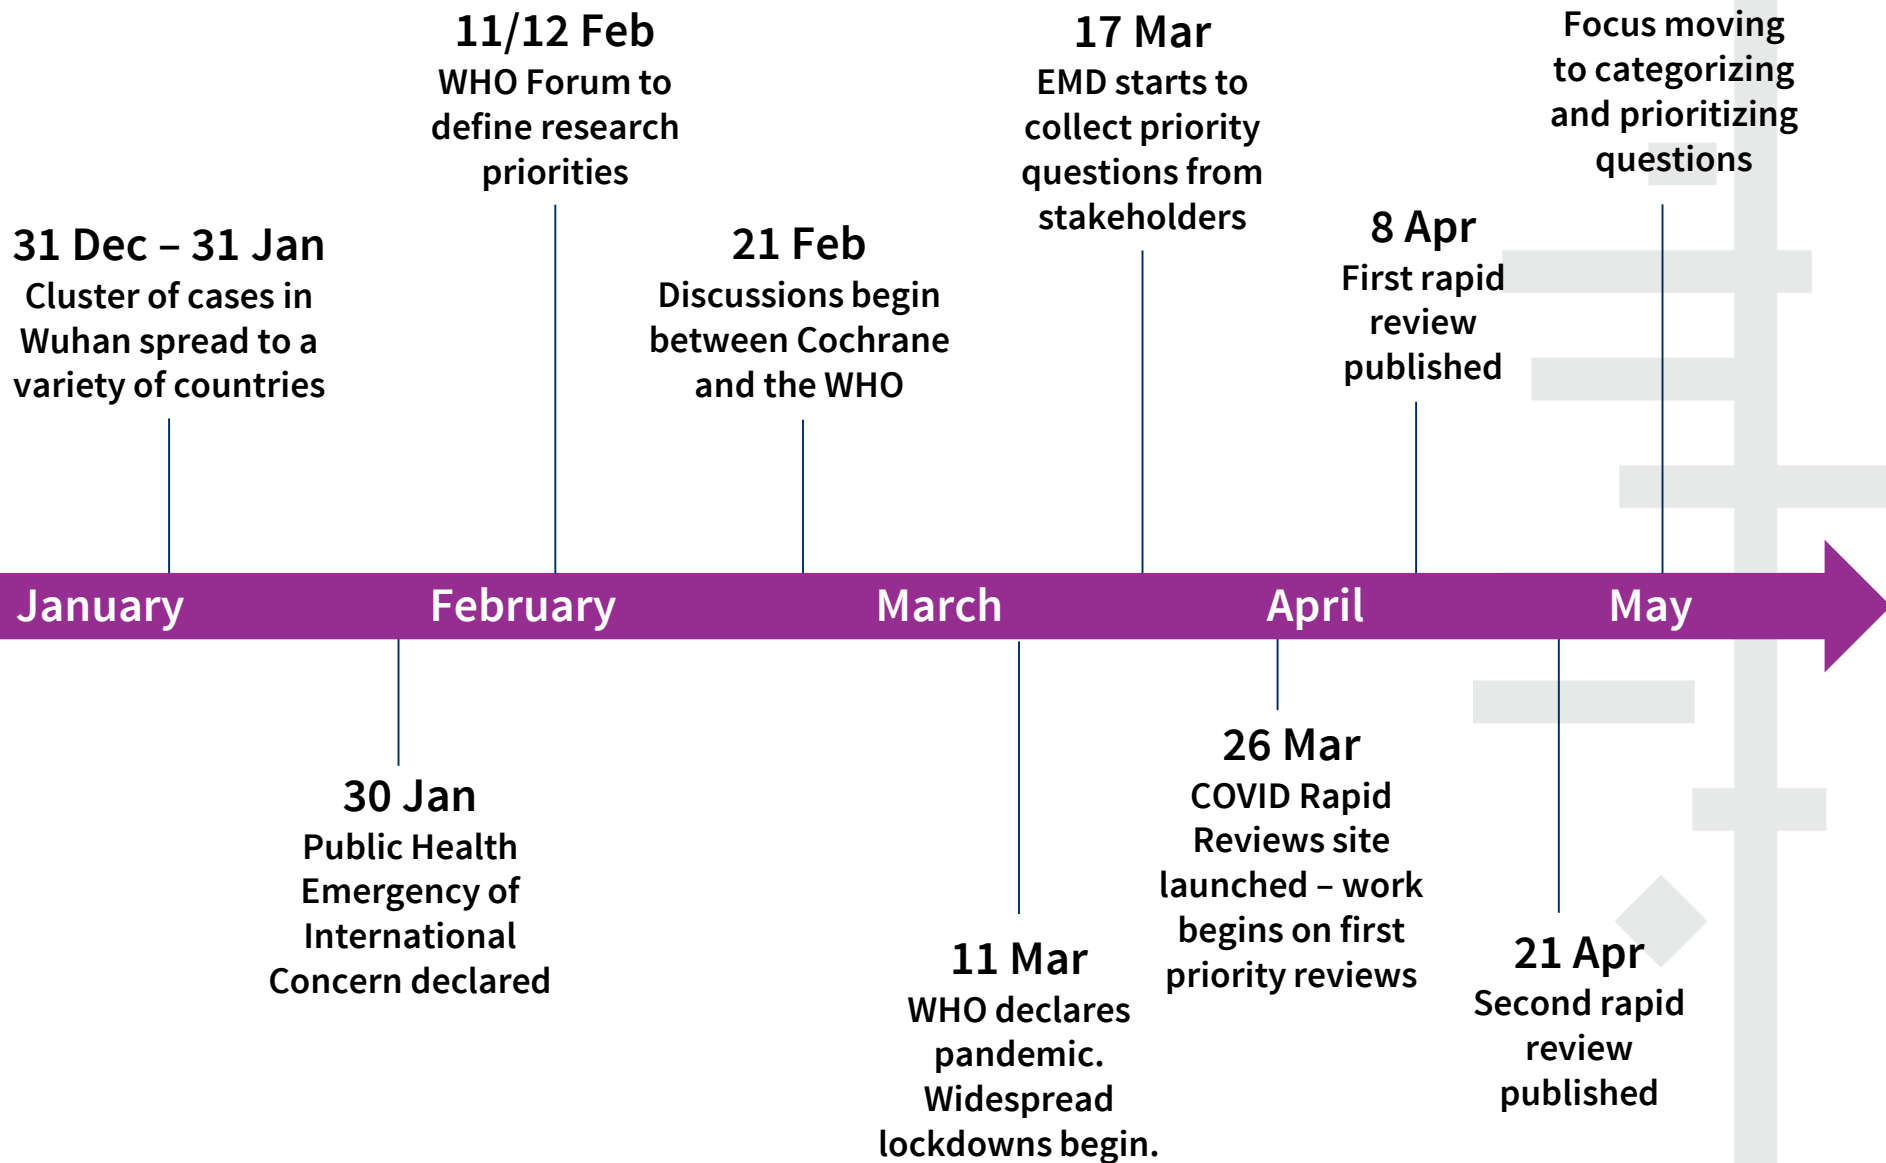 11/12 Feb
WHO Forum to
define research
priorities
17 Mar
EMD starts to
collect priority
questions from
stakeholders
Focus moving
to categorizing
and prioritizing
questions
31 Dec – 31 Jan
Cluster of cases in
Wuhan spread to a
variety of countries
21 Feb
Discussions begin
between Cochrane
and the WHO
8 Apr
First rapid
review
published
January
February
March
April
May
30 Jan
Public Health
Emergency of
International
Concern declared
11 Mar
WHO declares
pandemic.
Widespread
lockdowns begin.
26 Mar
COVID Rapid
Reviews site
launched – work
begins on first
priority reviews
21 Apr
Second rapid
review
published